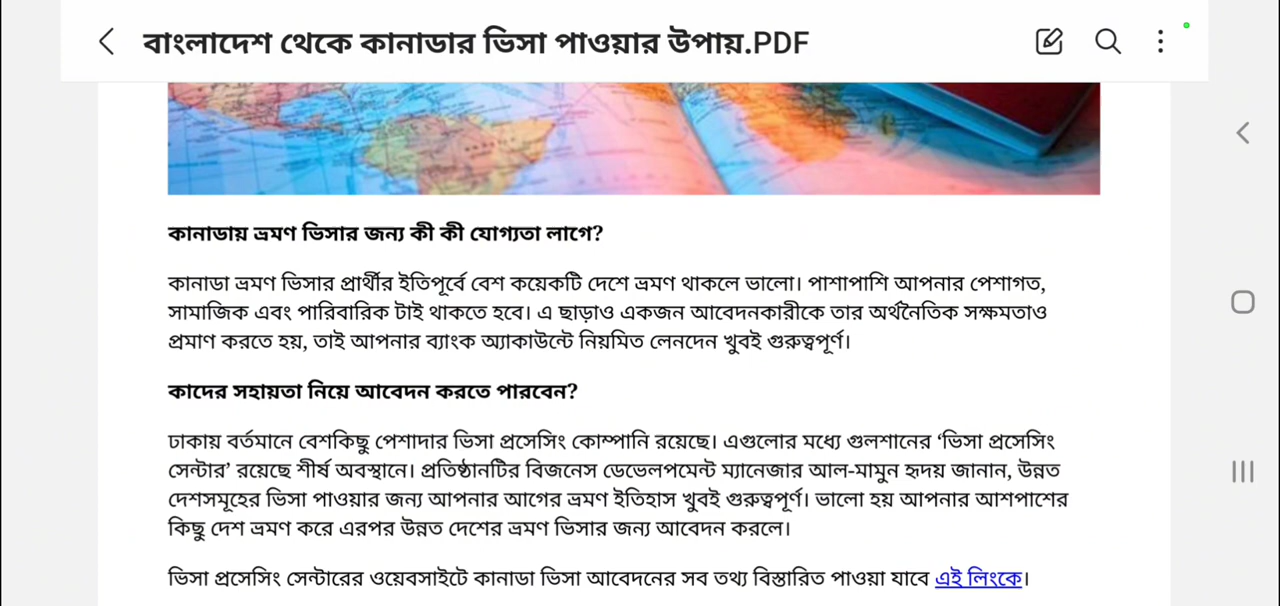 বাংলাদেশ থেকে কানাডার ভিসা পাওয়ার উপায়.PDF
কানাডায় ভ্রমণ ভিসার জন্য কী কী যোগ্যতা লাগে?
কানাডা ভ্রমণ ভিসার প্রার্থীর ইতিপূর্বে বেশ কয়েকটি দেশে ভ্রমণ থাকলে ভালো। পাশাপাশি আপনার পেশাগত,
সামাজিক এবং পারিবারিক টাই থাকতে হবে। এ ছাড়াও একজন আবেদনকারীকে তার অর্থনৈতিক সক্ষমতাও
প্রমাণ করতে হয়, তাই আপনার ব্যাংক অ্যাকাউন্টে নিয়মিত লেনদেন খুবই গুরুত্বপূর্ণ।
কাদের সহায়তা নিয়ে আবেদন করতে পারবেন?
ঢাকায় বর্তমানে বেশকিছু পেশাদার ভিসা প্রসেসিং কোম্পানি রয়েছে। এগুলোর মধ্যে গুলশানের ‘ভিসা প্রসেসিং
সেন্টার’ রয়েছে শীর্ষ অবস্থানে। প্রতিষ্ঠানটির বিজনেস ডেভেলপমেন্ট ম্যানেজার আল-মামুন হৃদয় জানান, উন্নত
দেশসমূহের ভিসা পাওয়ার জন্য আপনার আগের ভ্রমণ ইতিহাস খুবই গুরুত্বপূর্ণ। ভালো হয় আপনার আশপাশের
কিছু দেশ ভ্রমণ করে এরপর উন্নত দেশের ভ্রমণ ভিসার জন্য আবেদন করলে।
ভিসা প্রসেসিং সেন্টারের ওয়েবসাইটে কানাডা ভিসা আবেদনের সব তথ্য বিস্তারিত পাওয়া যাবে এই লিংকে।